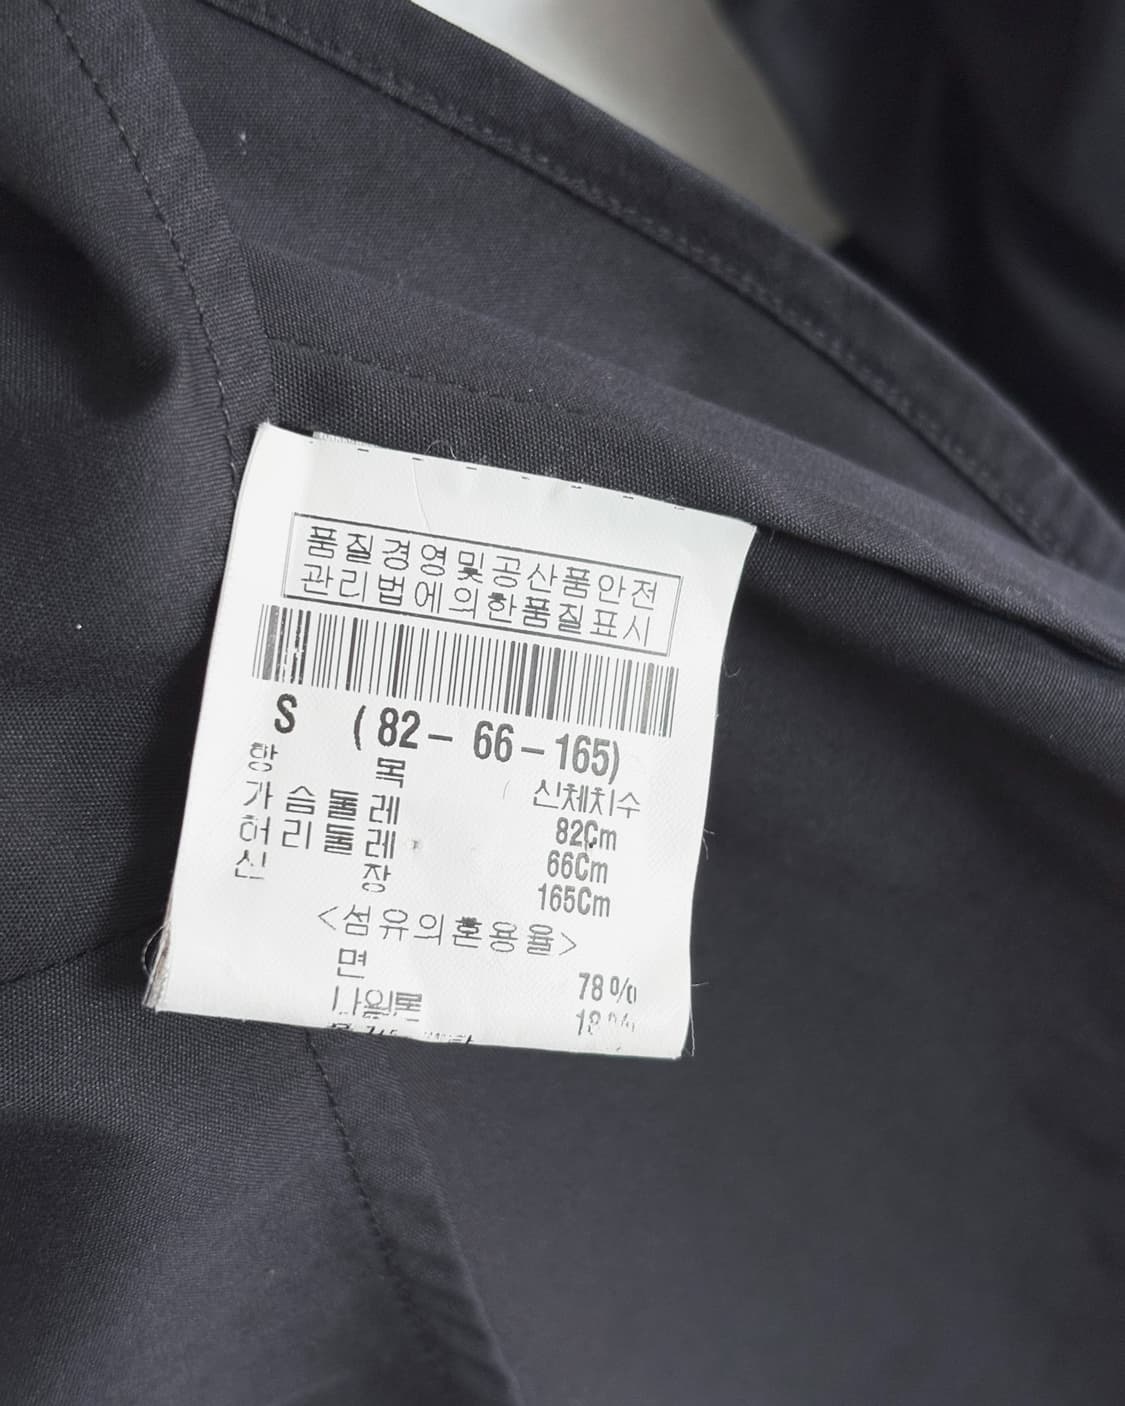 품질경영및공산품안전
관리법에의한품질표시
S (82-66-165)
항 목 신체치수
가슴둘레 82Cm
허리둘레 66Cm
신 장 165Cm
<섬유의혼용율>
면 78%
나일론 18%